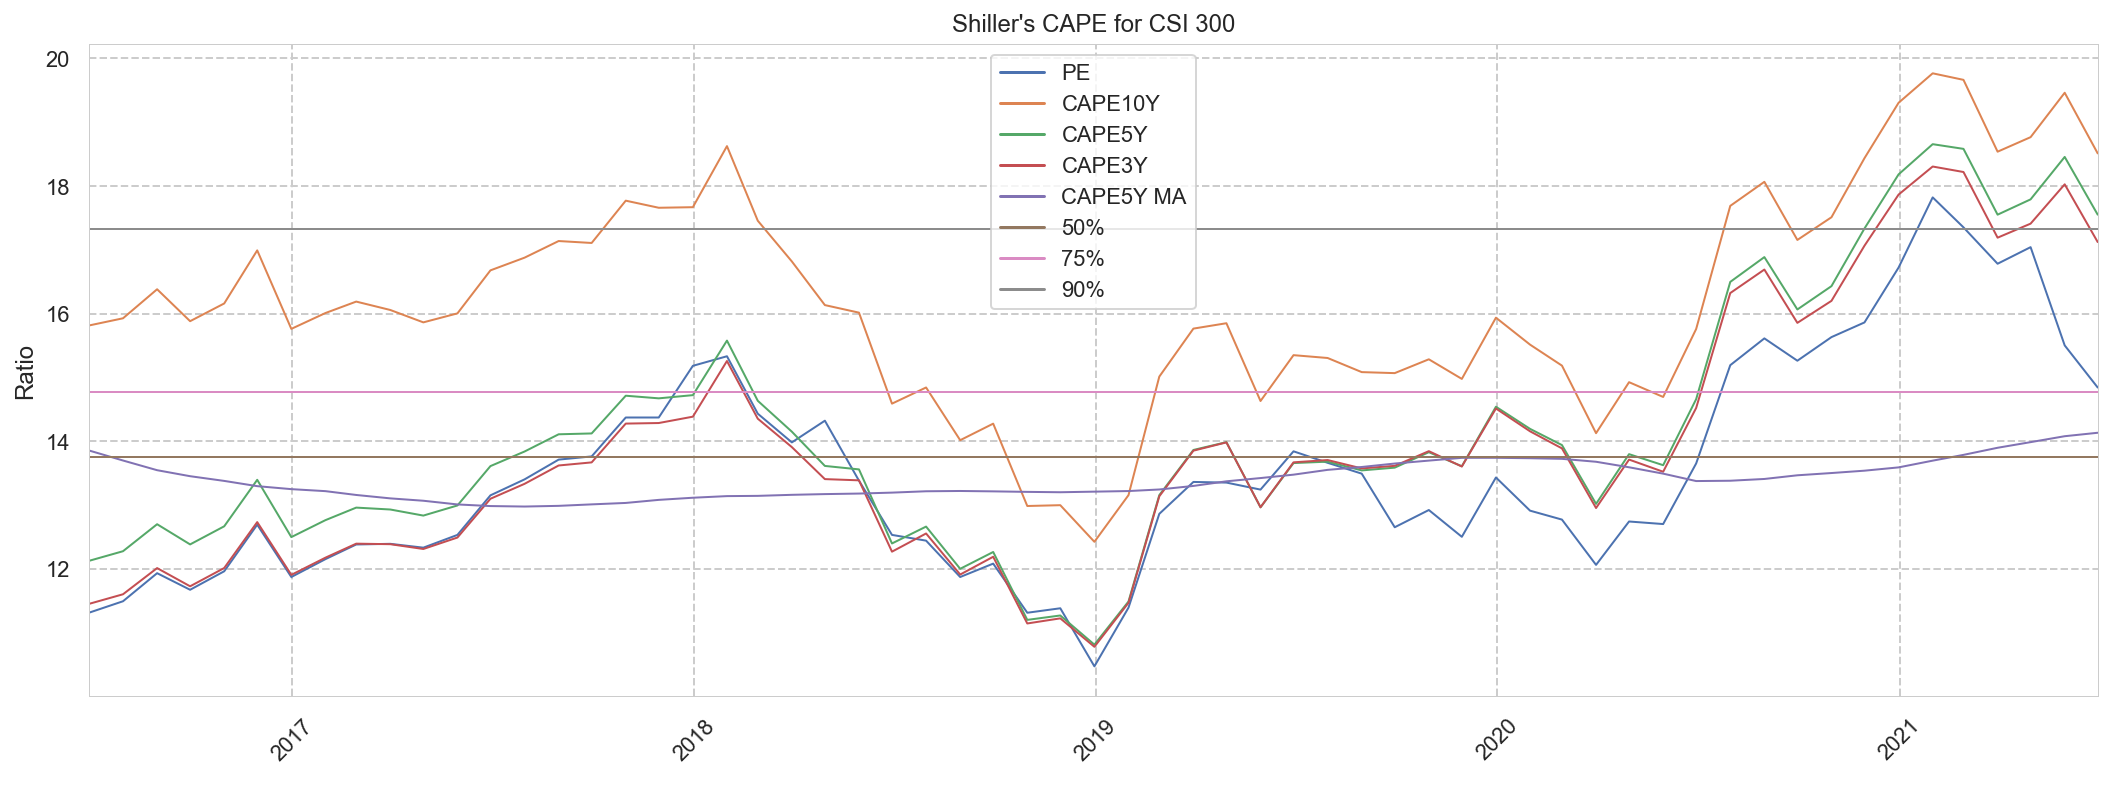 Shiller's CAPE for CSI 300
PE
CAPE10Y
CAPE5Y
CAPE3Y
CAPE5Y MA
50%
75%
90%
Ratio
20
18
16
14
12
2017
2018
2019
2020
2021